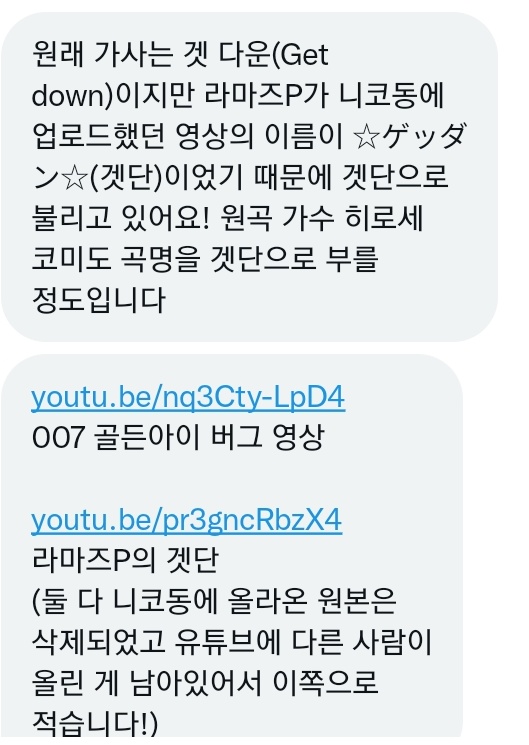 원래 가사는 겟 다운(Get
down)이지만 라마즈P가 니코동에
업로드했던 영상의 이름이 ☆ゲッダ
ン☆(겟단)이었기 때문에 겟단으로
불리고 있어요! 원곡 가수 히로세
코미도 곡명을 겟단으로 부를
정도입니다
youtu.be/nq3Cty-LpD4
007 골든아이 버그 영상
youtu.be/pr3gncRbzX4
라마즈P의 겟단
(둘 다 니코동에 올라온 원본은
삭제되었고 유튜브에 다른 사람이
올린 게 남아있어서 이쪽으로
적습니다!)